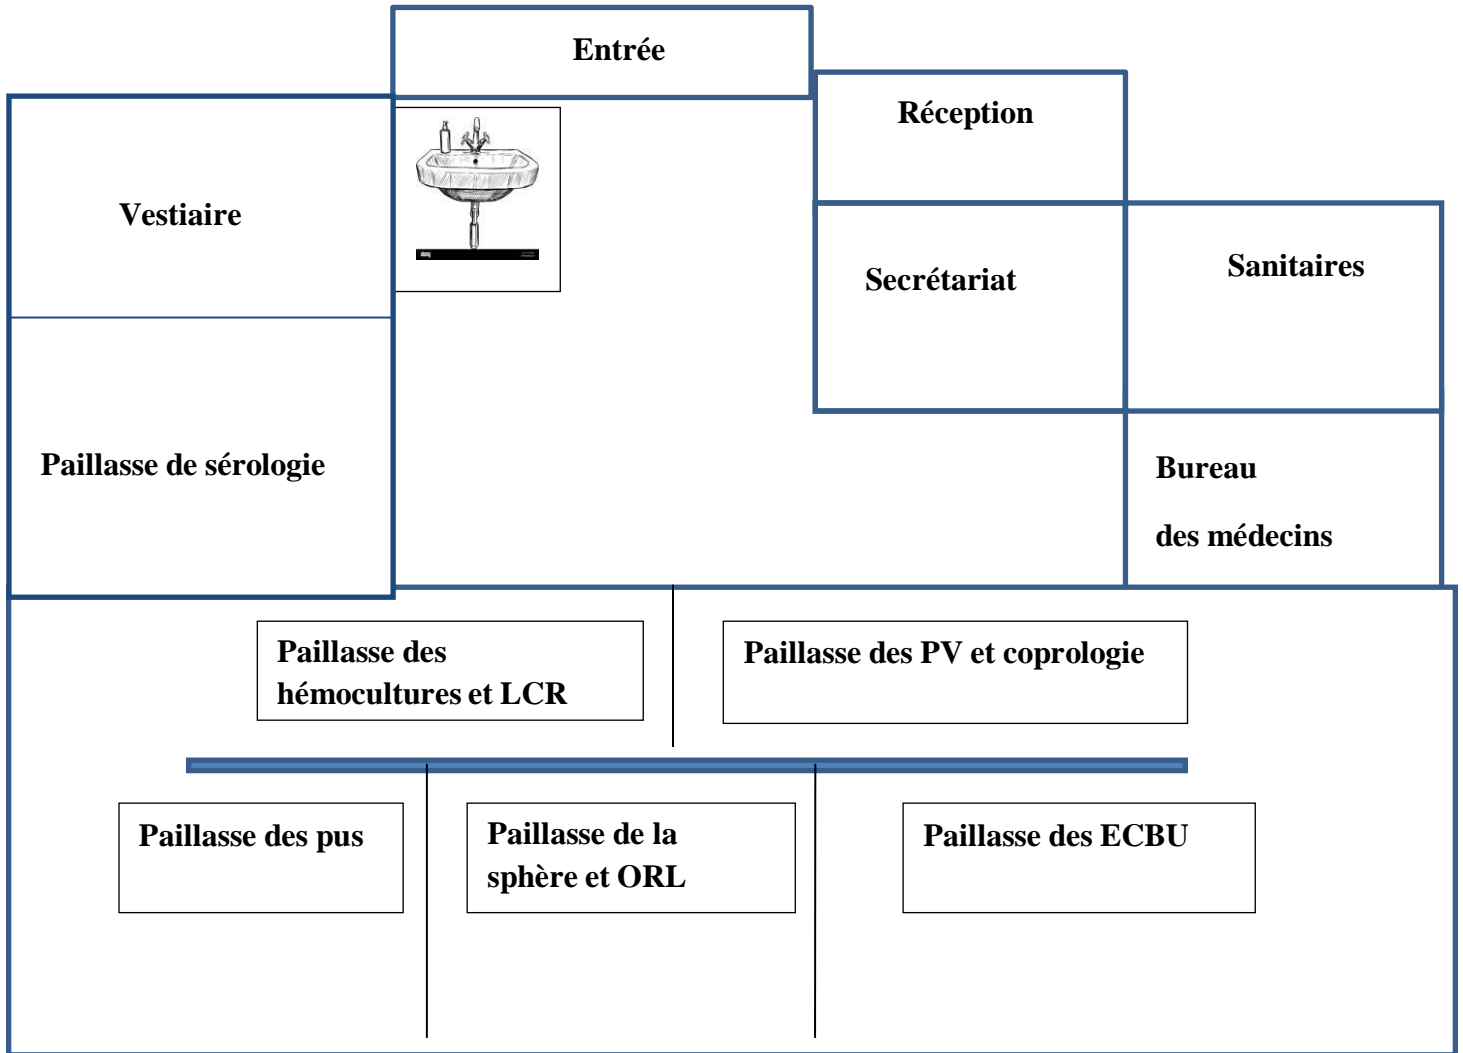 Entrée
Réception
Vestiaire
Secrétariat
Sanitaires
Paillasse de sérologie
Bureau
des médecins
Paillasse des
hémocultures et LCR
Paillasse des PV et coprologie
Paillasse des pus
Paillasse de la
sphère et ORL
Paillasse des ECBU